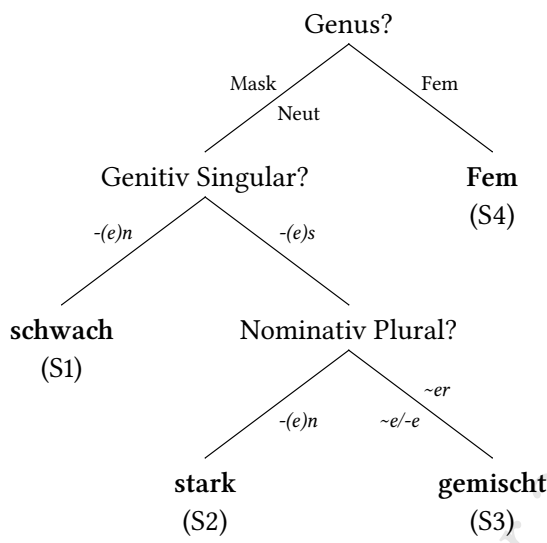 Genus?
Mask
Neut
Fem
Genitiv Singular?
Fem
(S4)
-(e)n
-(e)s
schwach
(S1)
Nominativ Plural?
-(e)n
~e/-e
~er
stark
(S2)
gemischt
(S3)